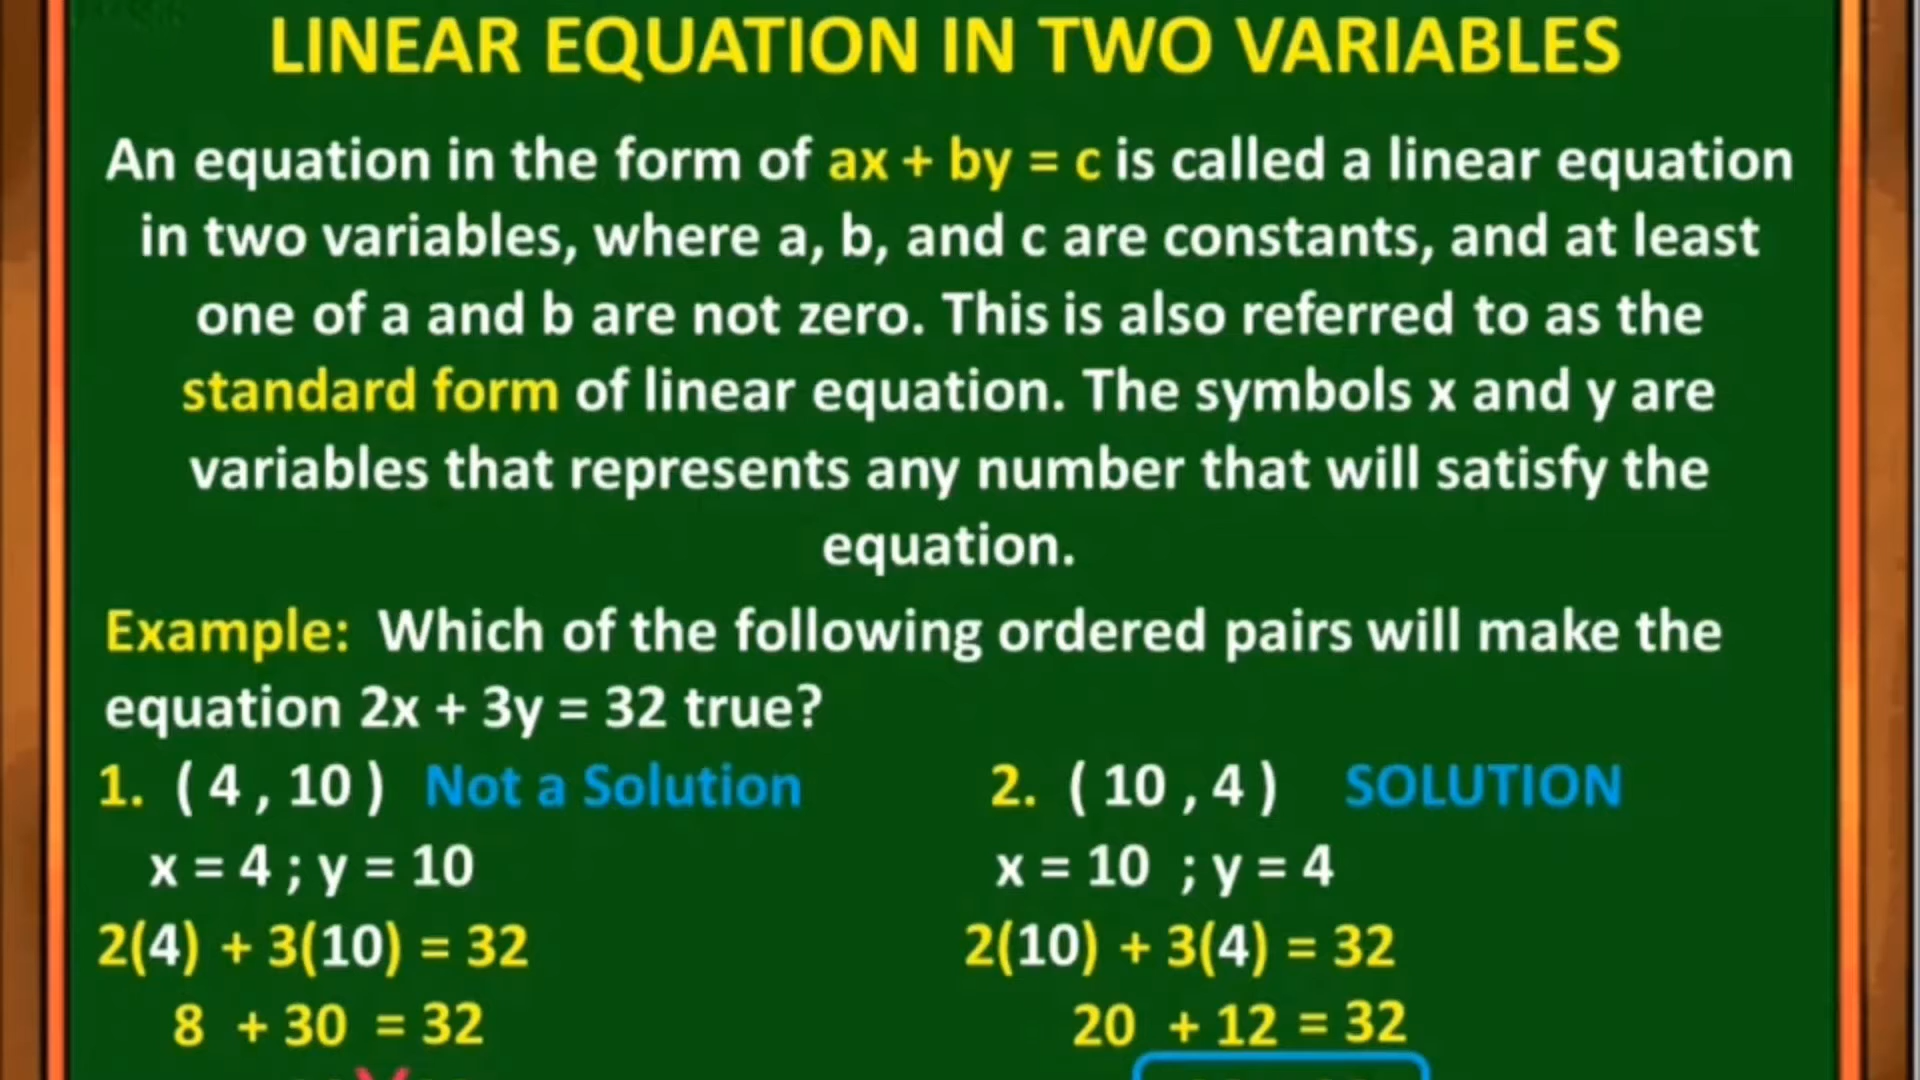 LINEAR EQUATION IN TWO VARIABLES
An equation in the form of ax + by = c is called a linear equation
in two variables, where a, b, and c are constants, and at least
one of a and b are not zero. This is also referred to as the
standard form of linear equation. The symbols x and y are
variables that represents any number that will satisfy the
equation.
Example: Which of the following ordered pairs will make the
equation 2x + 3y = 32 true?
1. ( 4 , 10 ) Not a Solution
x = 4 ; y = 10
2(4) + 3(10) = 32
8 + 30 = 32
2. ( 10 , 4 ) SOLUTION
x = 10 ; y = 4
2(10) + 3(4) = 32
20 + 12 = 32